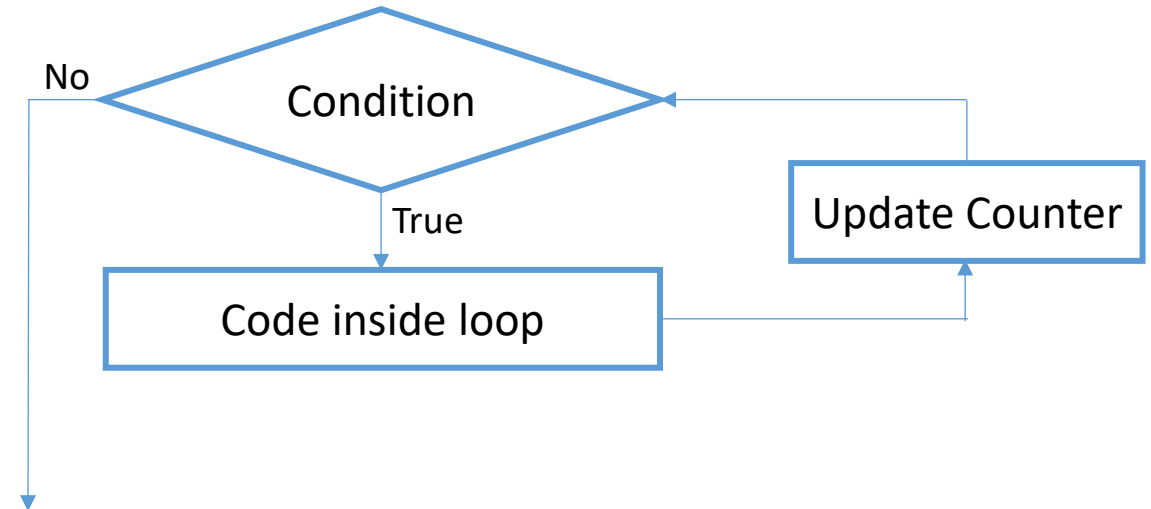 No
Condition
True
Update Counter
Code inside loop